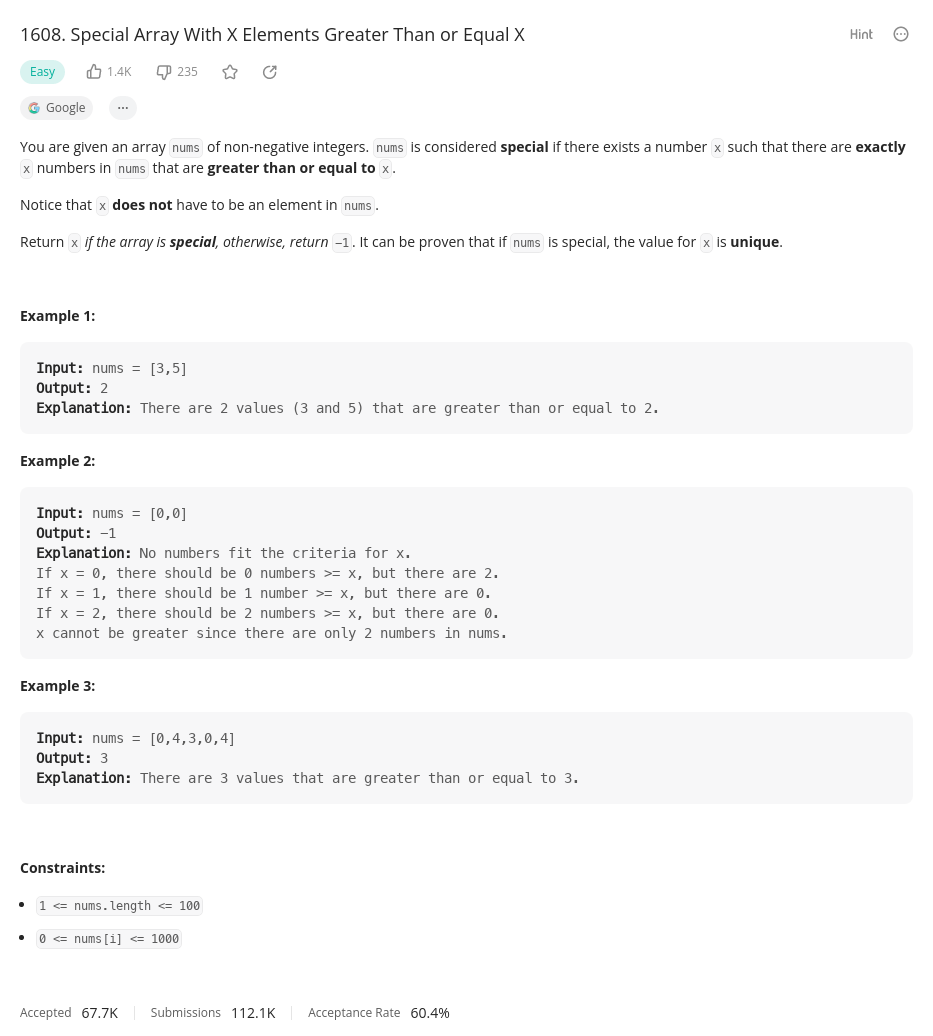 1608. Special Array With X Elements Greater Than or Equal X
Hint
Easy 1.4K 235
Google ...
You are given an array nums of non-negative integers. nums is considered special if there exists a number x such that there are exactly
x numbers in nums that are greater than or equal to x.
Notice that x does not have to be an element in nums.
Return x if the array is special, otherwise, return -1. It can be proven that if nums is special, the value for x is unique.
Example 1:
Input: nums = [3,5]
Output: 2
Explanation: There are 2 values (3 and 5) that are greater than or equal to 2.
Example 2:
Input: nums = [0,0]
Output: -1
Explanation: No numbers fit the criteria for x.
If x = 0, there should be 0 numbers >= x, but there are 2.
If x = 1, there should be 1 number >= x, but there are 0.
If x = 2, there should be 2 numbers >= x, but there are 0.
x cannot be greater since there are only 2 numbers in nums.
Example 3:
Input: nums = [0,4,3,0,4]
Output: 3
Explanation: There are 3 values that are greater than or equal to 3.
Constraints:
• 1 <= nums.length <= 100
• 0 <= nums[i] <= 1000
Accepted 67.7K Submissions 112.1K Acceptance Rate 60.4%